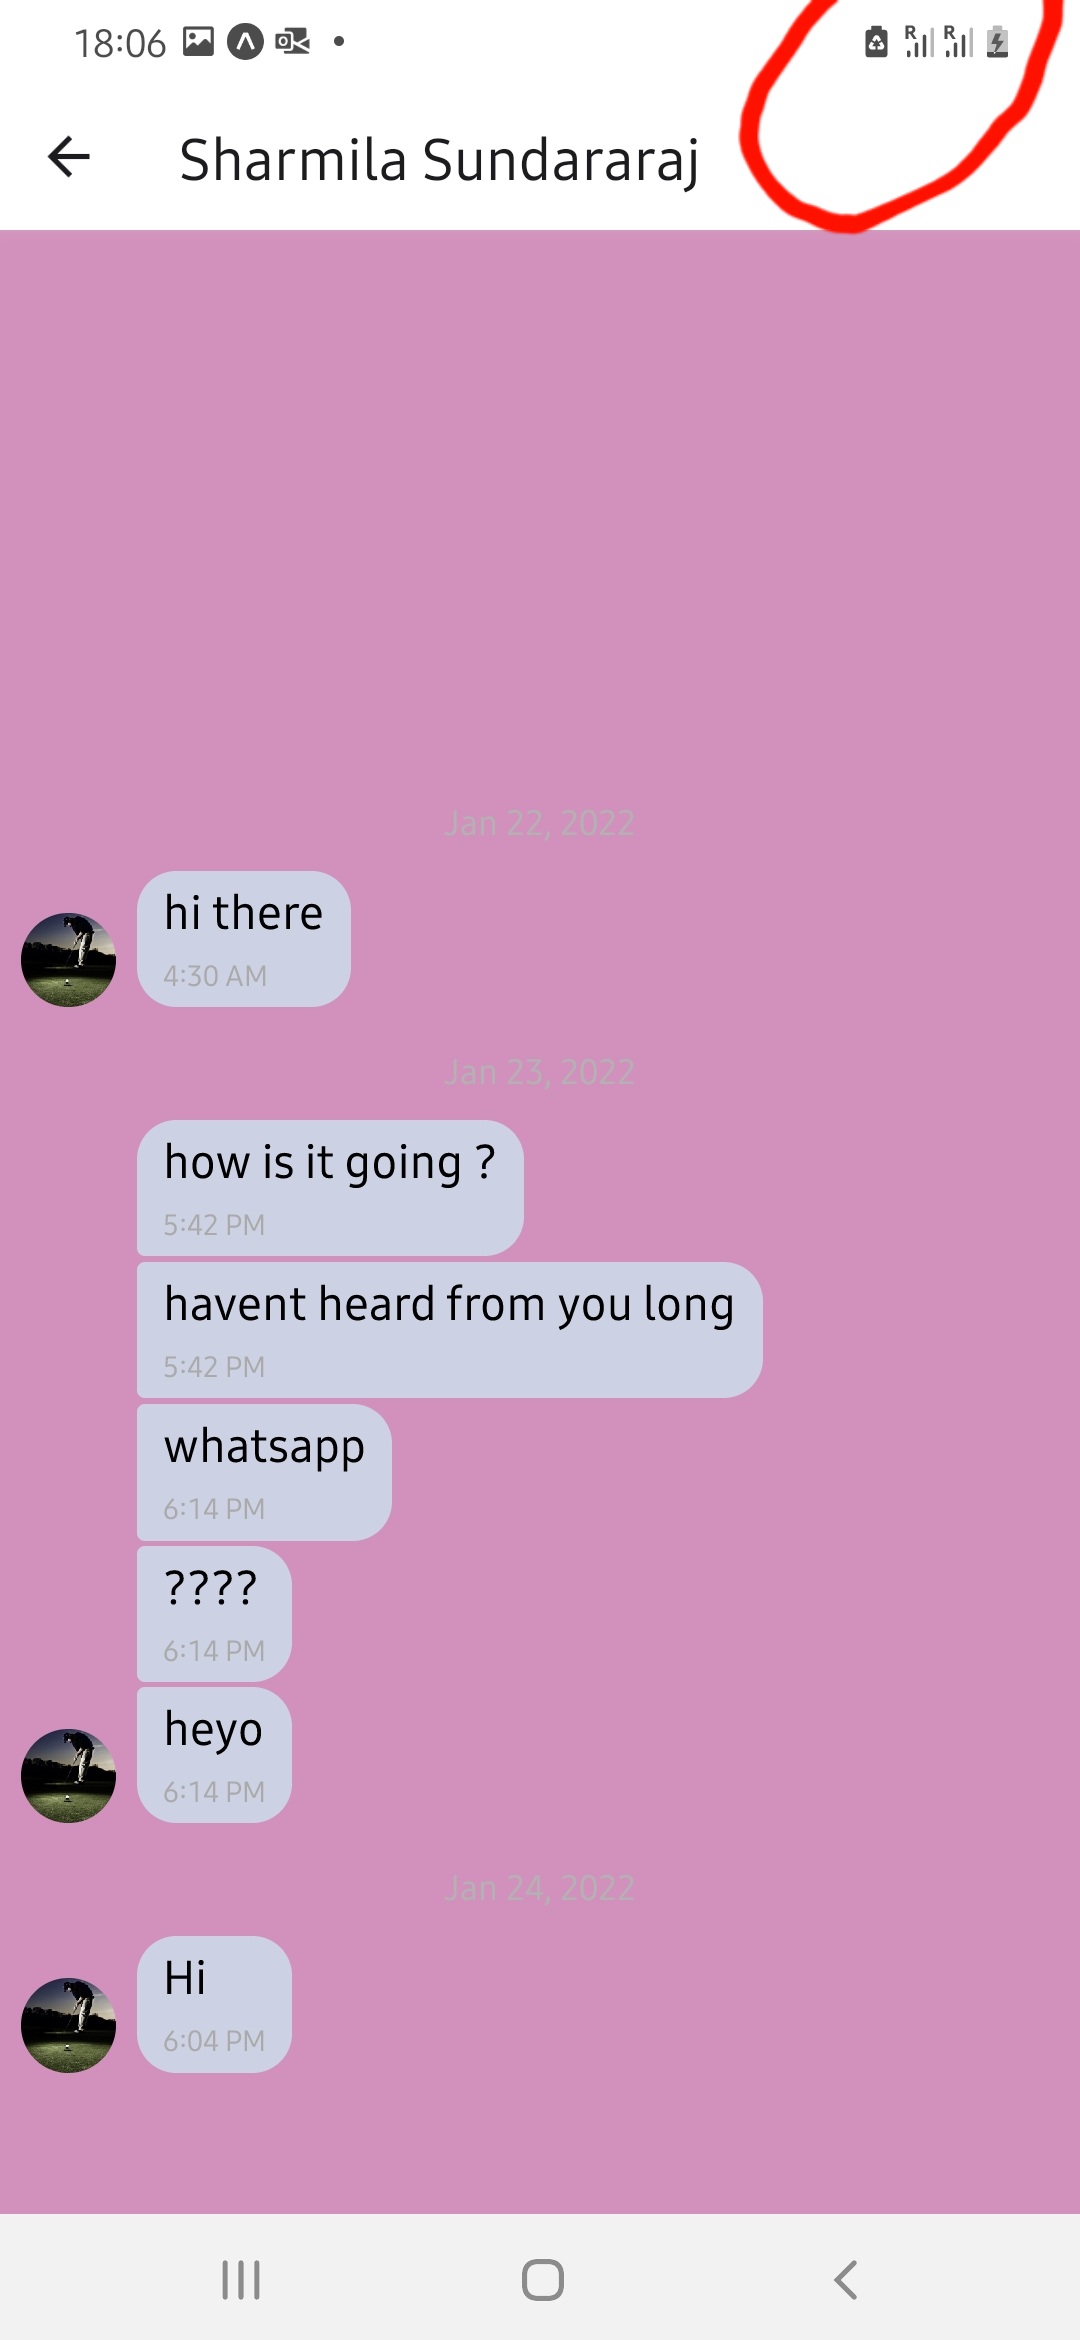 18:06
R R
Sharmila Sundararaj
Jan 22, 2022
hi there
4:30 AM
Jan 23, 2022
how is it going ?
5:42 PM
havent heard from you long
5:42 PM
whatsapp
6:14 PM
????
6:14 PM
heyo
6:14 PM
Jan 24, 2022
Hi
6:04 PM